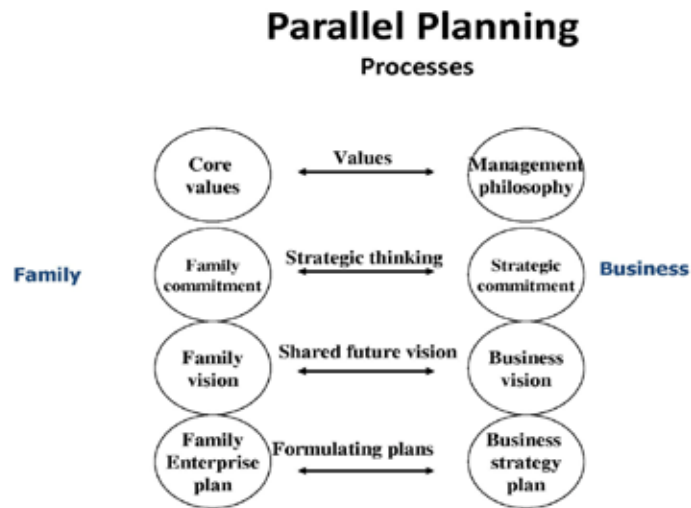 Parallel Planning
Processes
Core
values
Values
Management
philosophy
Family
Family
commitment
Strategic thinking
Strategic
commitment
Business
Family
vision
Shared future vision
Business
vision
Family
Enterprise
plan
Formulating plans
Business
strategy
plan